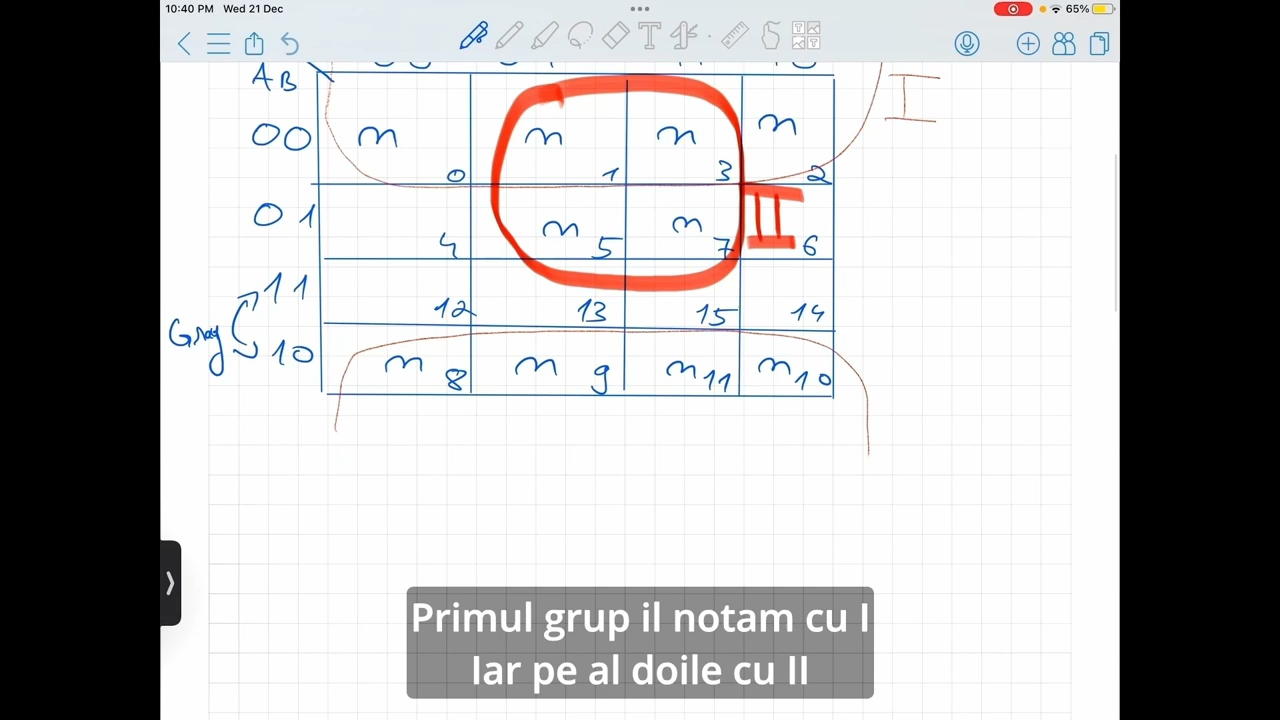 10:40 PM Wed 21 Dec
65%
AB
I
00 n 0 n 1 n 3 n 2
01 4 n 5 n 7 II 6
11 12 13 15 14
Gray
10 n 8 n 9 n 11 n 10
Primul grup il notam cu I
Iar pe al doile cu II